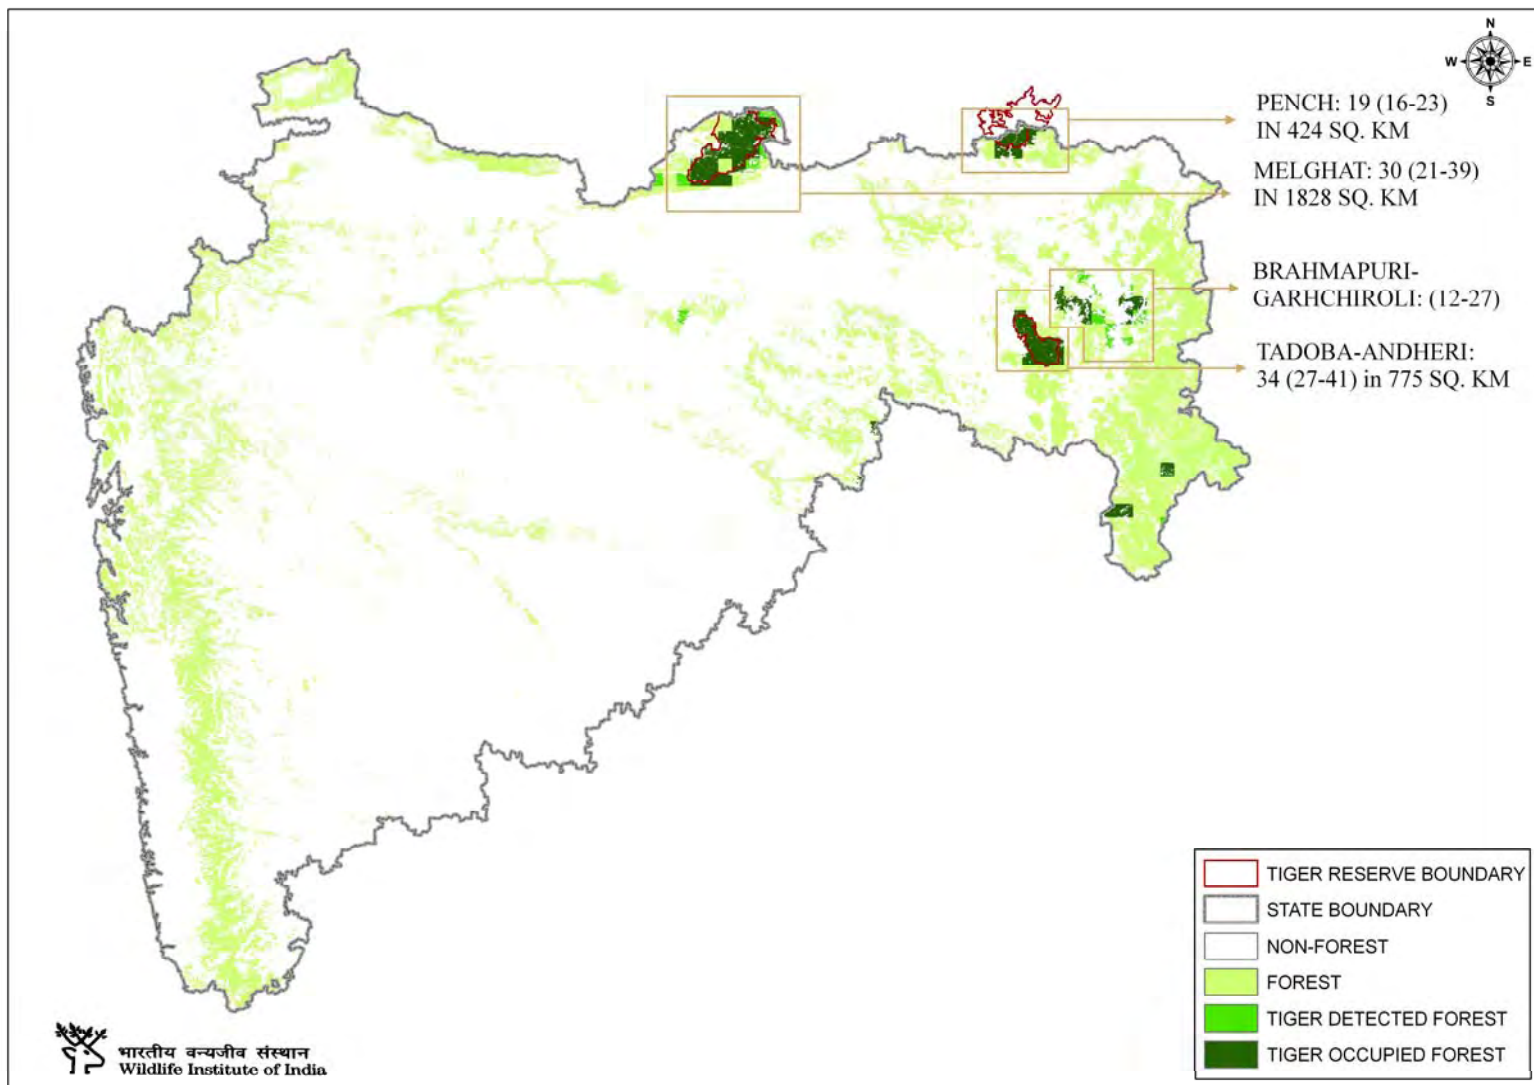 N
W
E
S
PENCH: 19 (16-23)
IN 424 SQ. KM
MELGHAT: 30 (21-39)
IN 1828 SQ. KM
BRAHMAPURI-
GARHCHIROLI: (12-27)
TADOBA-ANDHERI:
34 (27-41) in 775 SQ. KM
TIGER RESERVE BOUNDARY
STATE BOUNDARY
NON-FOREST
FOREST
TIGER DETECTED FOREST
TIGER OCCUPIED FOREST
भारतीय वन्यजीव संस्थान
Wildlife Institute of India